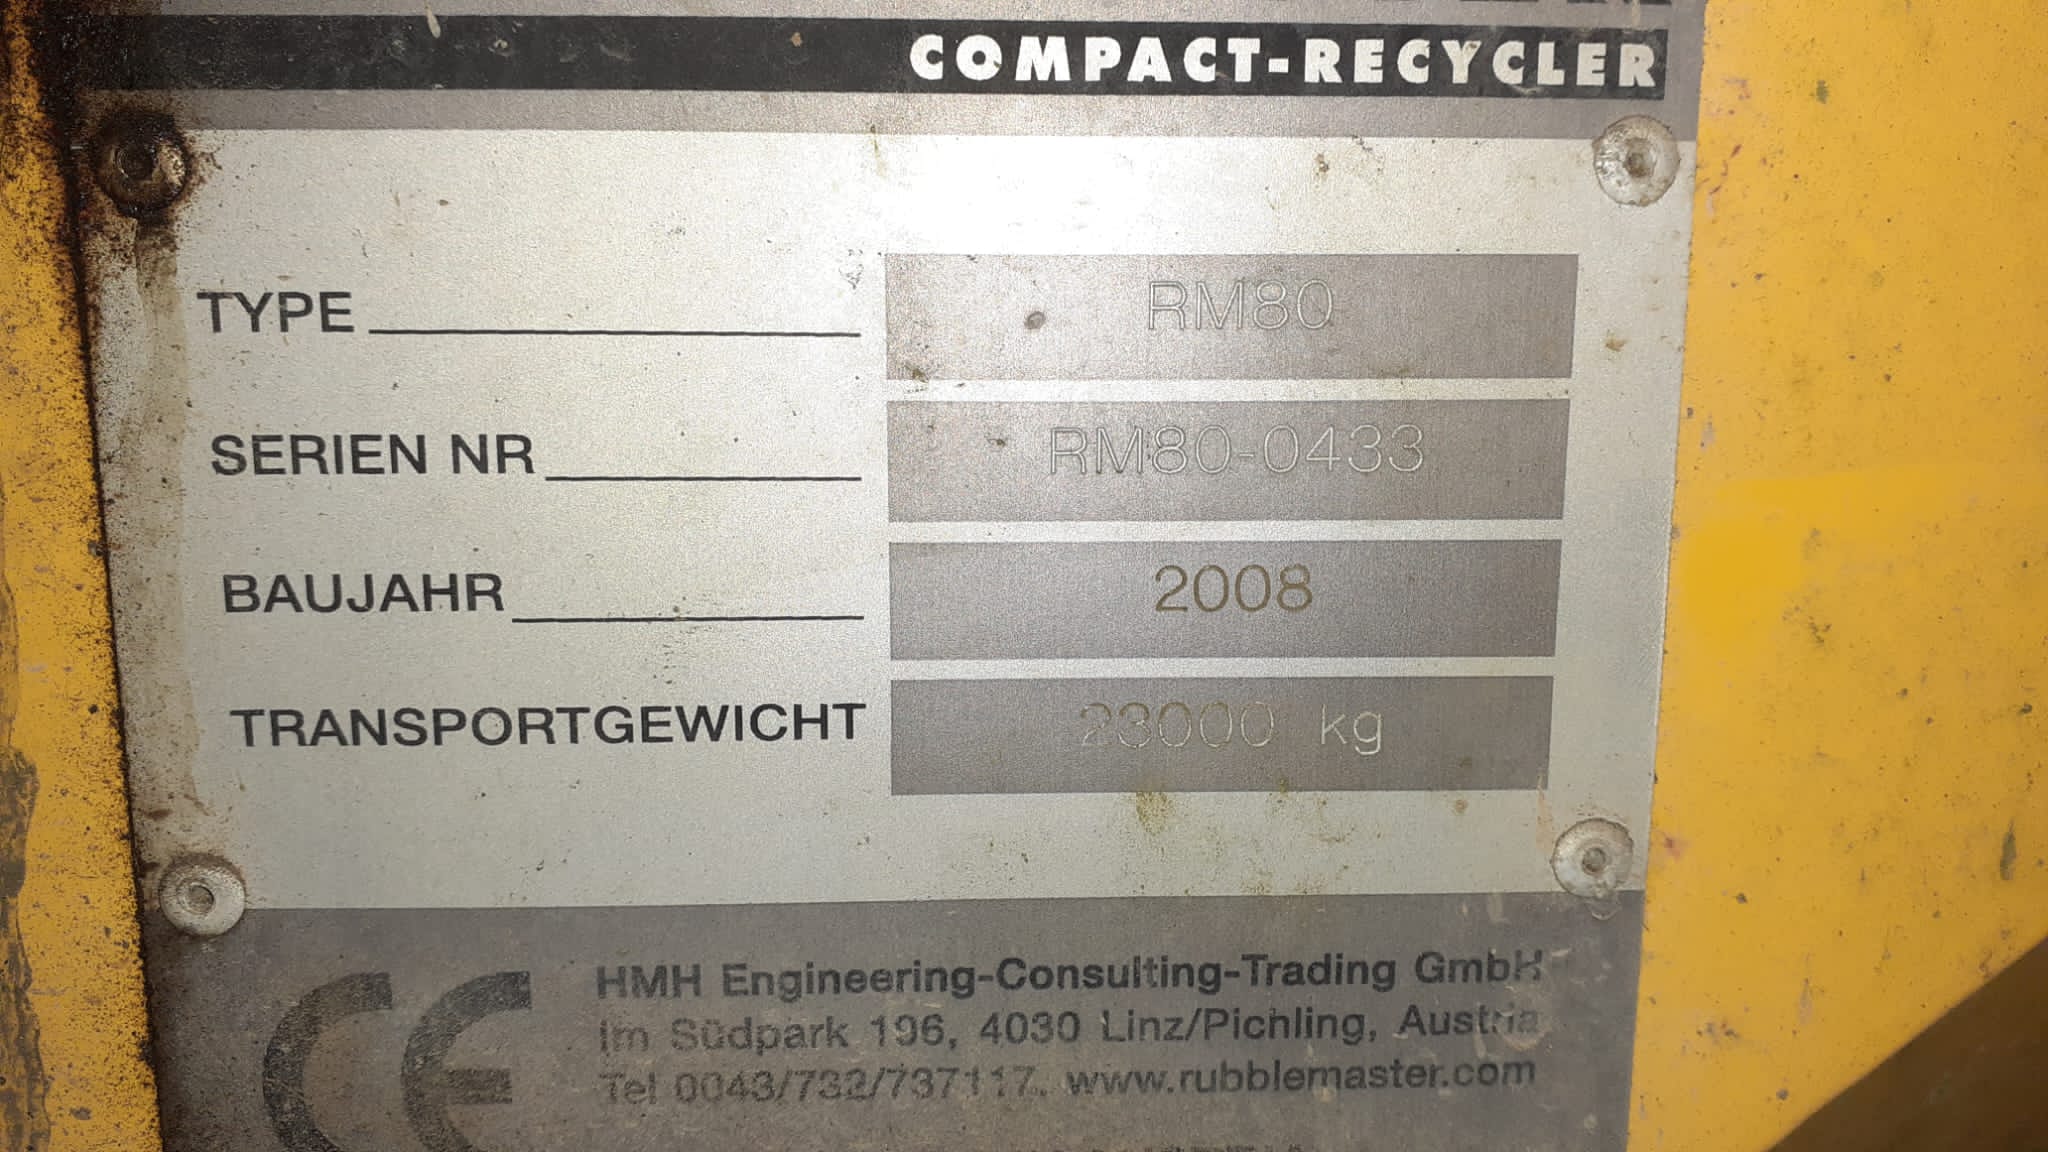 COMPACT-RECYCLER
TYPE RM80
SERIEN NR RM80-0433
BAUJAHR 2008
TRANSPORTGEWICHT 23000 kg
CE
HMH Engineering-Consulting-Trading GmbH
Im Südpark 196, 4030 Linz/Pichling, Austria
Tel 0043/732/737117, www.rubblemaster.com